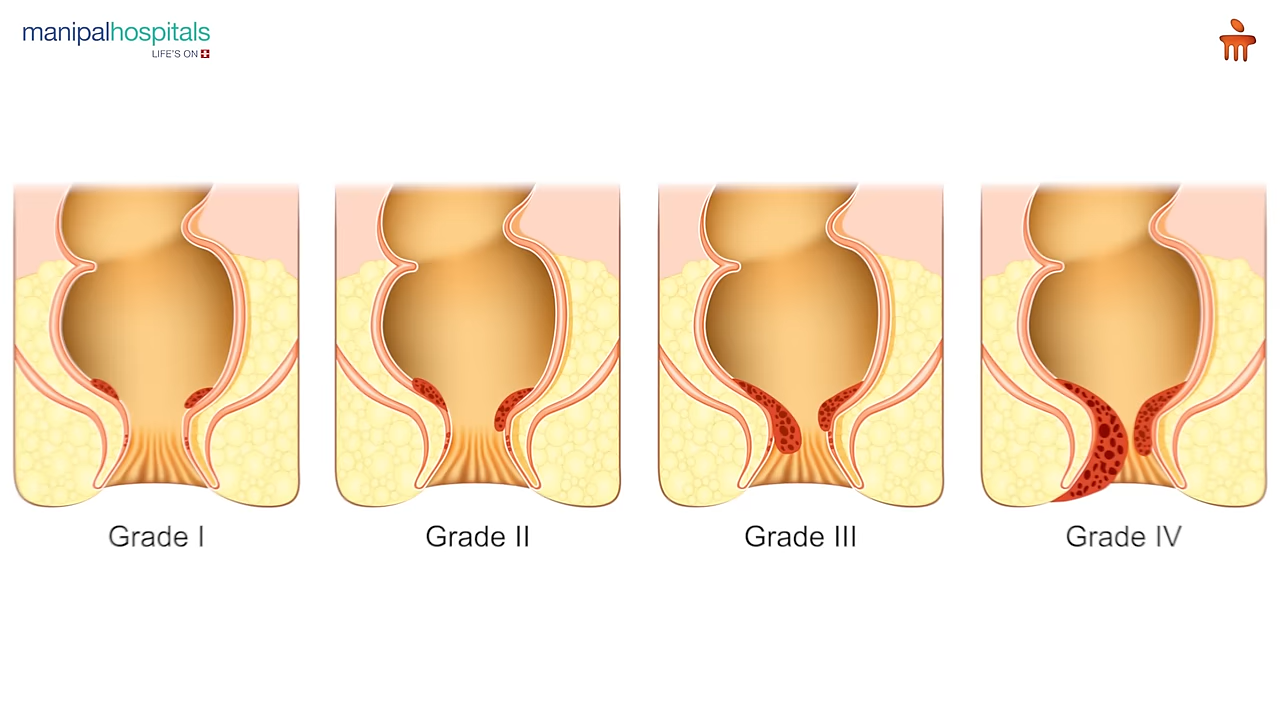 manipalhospitals
LIFE'S ON
Grade I
Grade II
Grade III
Grade IV